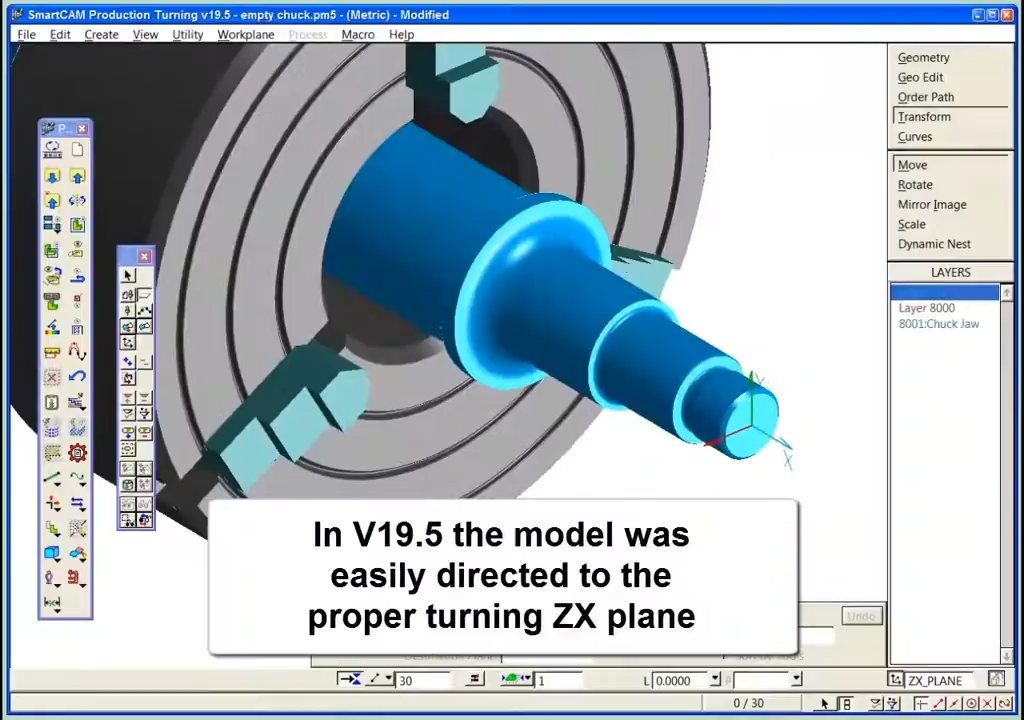 SmartCAM Production Turning v19.5 - empty chuck.pm5 - (Metric) - Modified
File Edit Create View Utility Workplane Process Macro Help
Geometry
Geo Edit
Order Path
Transform
Curves
Move
Rotate
Mirror Image
Scale
Dynamic Nest
LAYERS
Layer 8000
8001:Chuck Jaw
P...
Y
X
In V19.5 the model was
easily directed to the
proper turning ZX plane
Undo
30
1
L 0.0000
ZX_PLANE
0 / 30